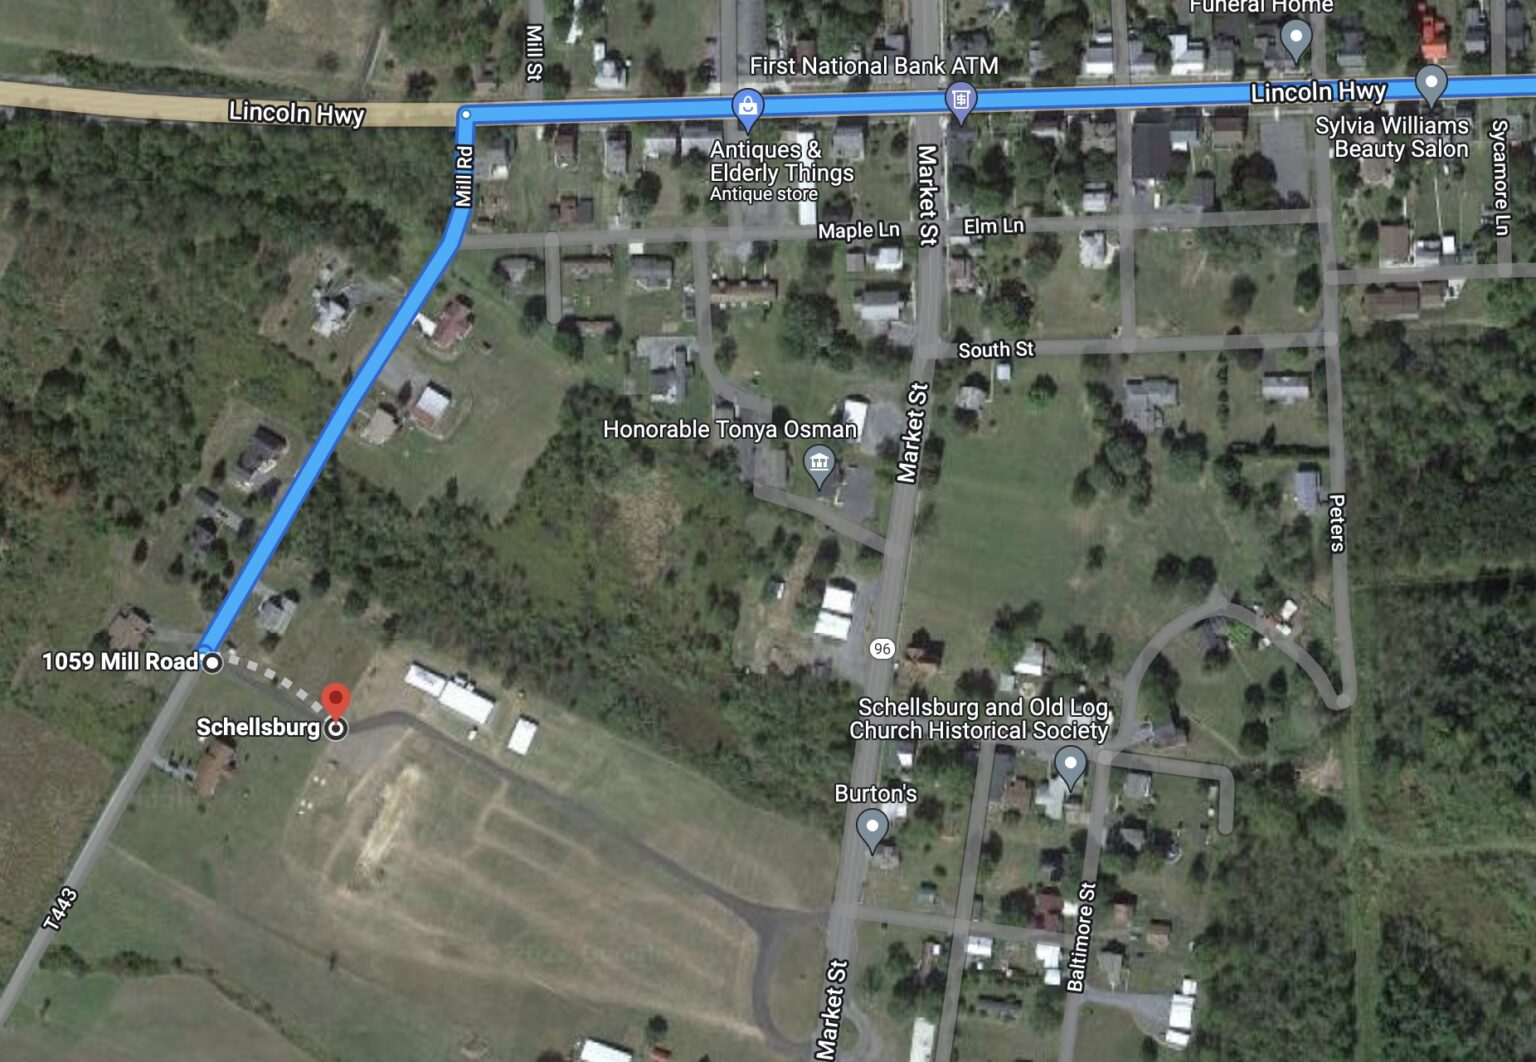 Funeral Home
Mill St
First National Bank ATM
Lincoln Hwy
Lincoln Hwy
Sylvia Williams
Beauty Salon
Sycamore Ln
Mill Rd
Antiques &
Elderly Things
Antique store
Market St
Maple Ln
Elm Ln
South St
Market St
Honorable Tonya Osman
Peters
96
1059 Mill Road
Schellsburg
Schellsburg and Old Log
Church Historical Society
Burton's
T443
Baltimore St
Market St